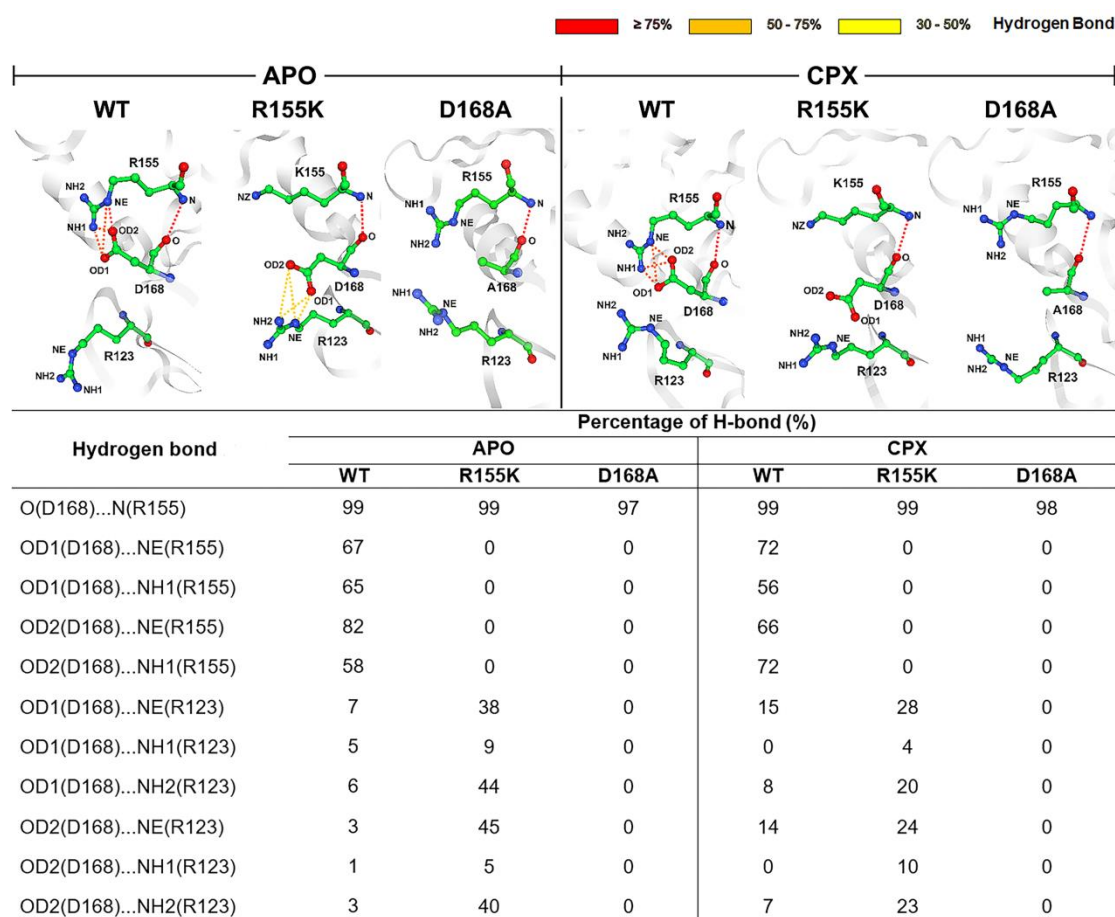 ≥ 75% 50 - 75% 30 - 50% Hydrogen Bond
APO CPX
WT R155K D168A WT R155K D168A
R155
NH2
NE
N
NH1
OD2
O
OD1
D168
NE
R123
NH2
NH1
K155
NZ
N
O
OD2
D168
OD1
NH2
NE
R123
NH1
R155
NH1
NE
N
NH2
O
A168
NH1
NE
NH2
R123
R155
NH2
NE
N
OD2
NH1
O
OD1
D168
NE
NH2
NH1
R123
K155
NZ
N
O
OD2
D168
OD1
NH2
NE
NH1
R123
R155
NH1
NE
N
NH2
O
A168
NH1
NE
NH2
R123
Percentage of H-bond (%)
Hydrogen bond APO CPX
WT R155K D168A WT R155K D168A
O(D168)...N(R155) 99 99 97 99 99 98
OD1(D168)...NE(R155) 67 0 0 72 0 0
OD1(D168)...NH1(R155) 65 0 0 56 0 0
OD2(D168)...NE(R155) 82 0 0 66 0 0
OD2(D168)...NH1(R155) 58 0 0 72 0 0
OD1(D168)...NE(R123) 7 38 0 15 28 0
OD1(D168)...NH1(R123) 5 9 0 0 4 0
OD1(D168)...NH2(R123) 6 44 0 8 20 0
OD2(D168)...NE(R123) 3 45 0 14 24 0
OD2(D168)...NH1(R123) 1 5 0 0 10 0
OD2(D168)...NH2(R123) 3 40 0 7 23 0